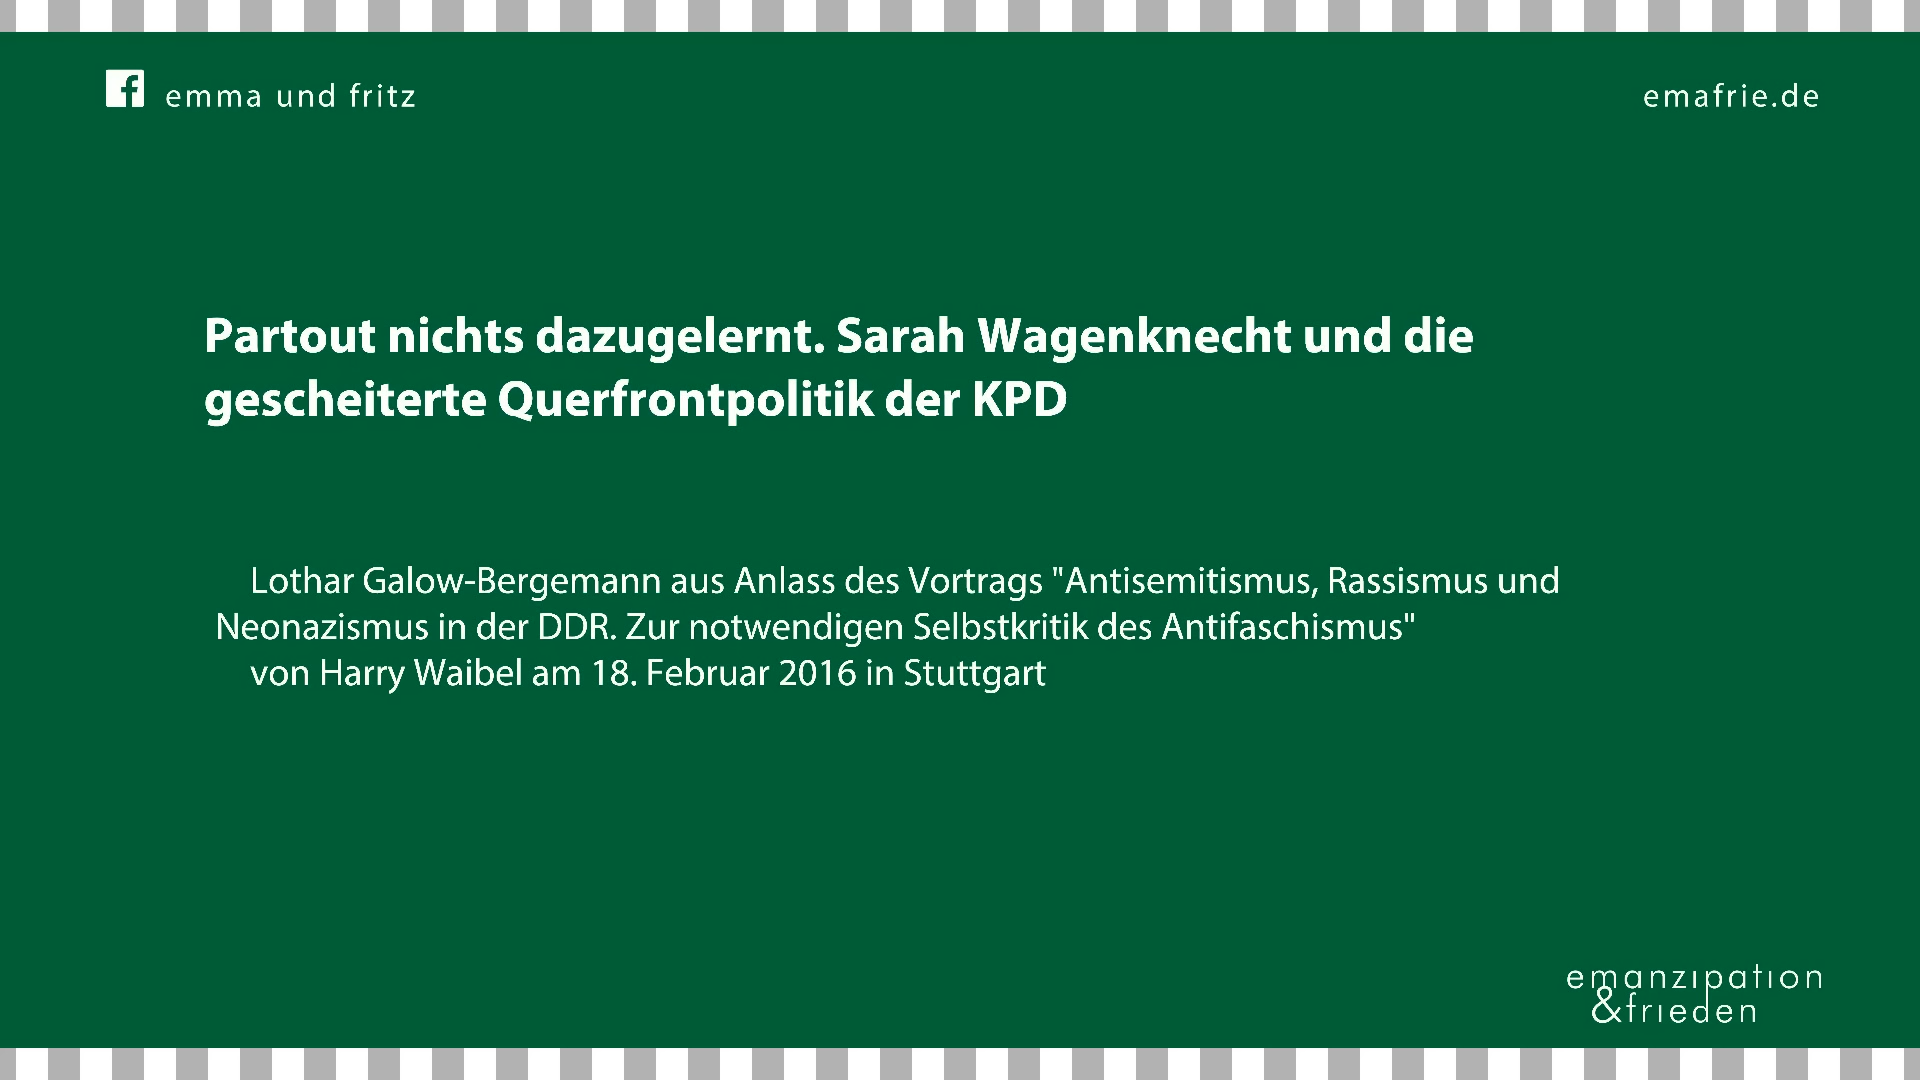 emma und fritz
emafrie.de
Partout nichts dazugelernt. Sarah Wagenknecht und die
gescheiterte Querfrontpolitik der KPD
Lothar Galow-Bergemann aus Anlass des Vortrags "Antisemitismus, Rassismus und
Neonazismus in der DDR. Zur notwendigen Selbstkritik des Antifaschismus"
von Harry Waibel am 18. Februar 2016 in Stuttgart
emanzipation
&frieden